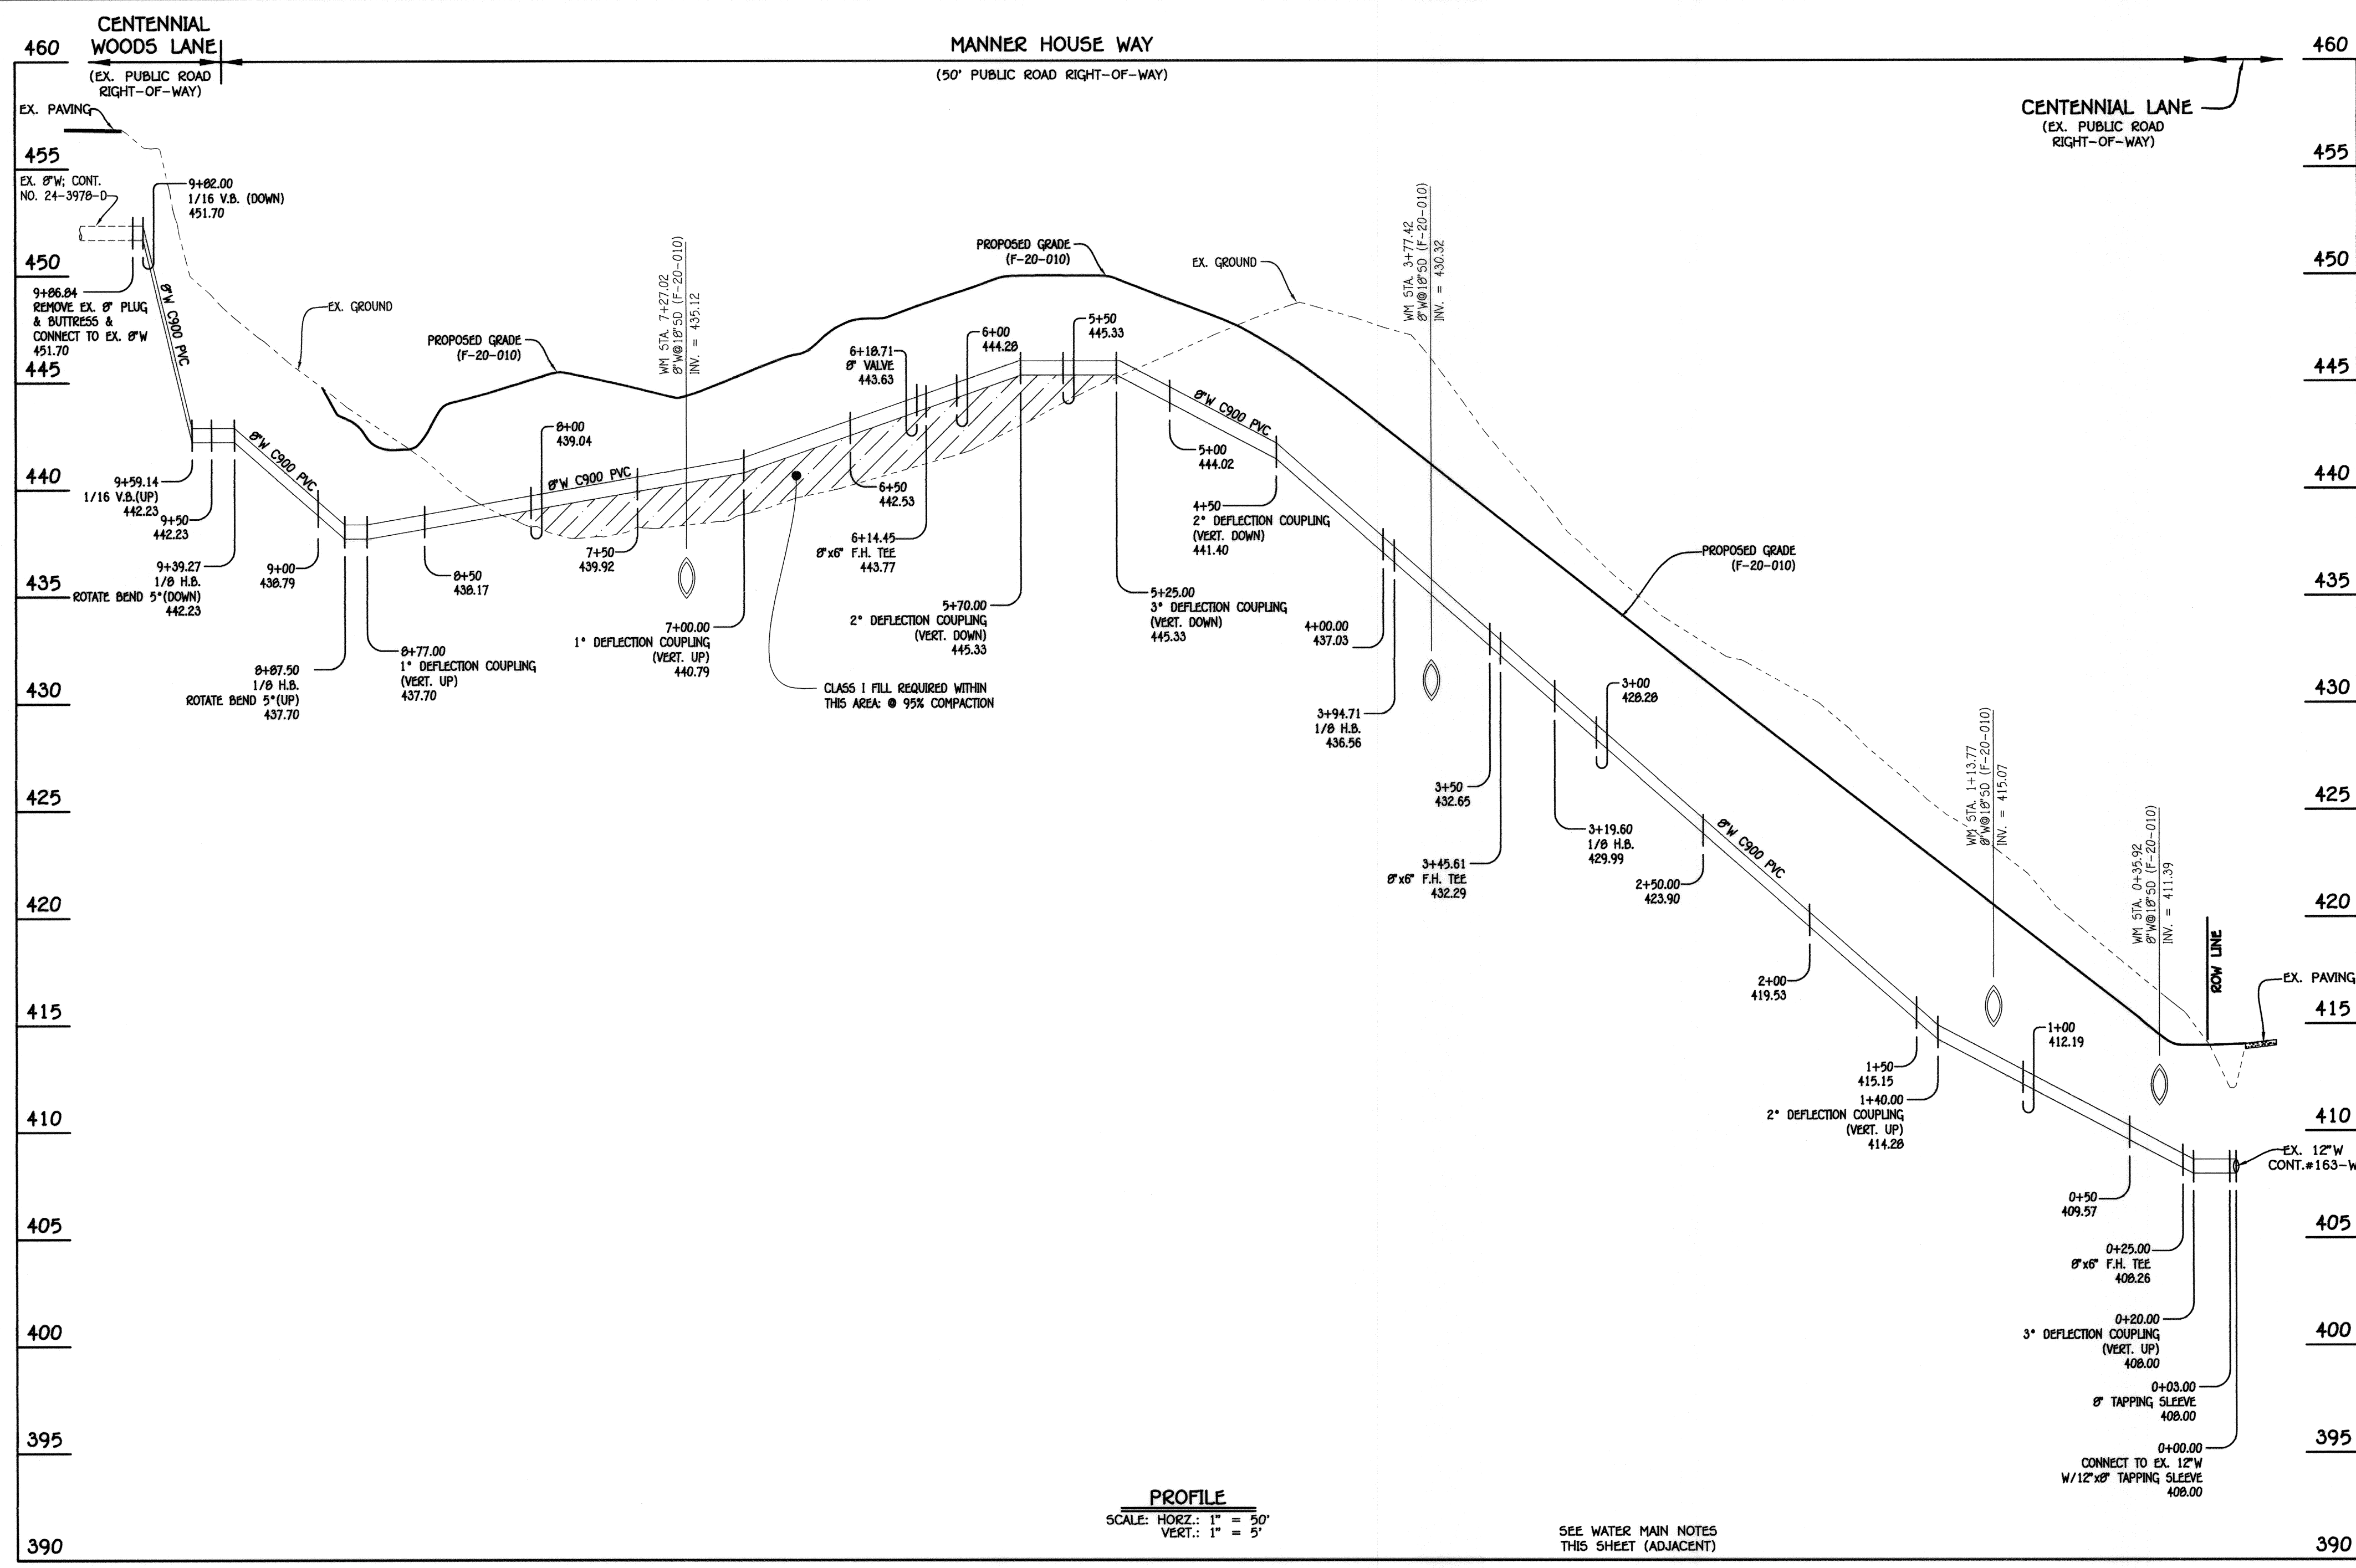 CENTENNIAL
WOODS LANE
(EX. PUBLIC ROAD
RIGHT-OF-WAY)
MANNER HOUSE WAY
(50' PUBLIC ROAD RIGHT-OF-WAY)
CENTENNIAL LANE
(EX. PUBLIC ROAD
RIGHT-OF-WAY)
460
455
450
445
440
435
430
425
420
415
410
405
400
395
390
460
455
450
445
440
435
430
425
420
415
410
405
400
395
390
EX. PAVING
EX. 8"W; CONT.
NO. 24-3978-D
9+82.00
1/16 V.B. (DOWN)
451.70
9+86.84
REMOVE EX. 8" PLUG
& BUTTRESS &
CONNECT TO EX. 8"W
451.70
8"W C900 PVC
EX. GROUND
9+59.14
1/16 V.B.(UP)
442.23
9+50
442.23
9+39.27
1/8 H.B.
ROTATE BEND 5°(DOWN)
442.23
8"W C900 PVC
9+00
438.79
8+87.50
1/8 H.B.
ROTATE BEND 5°(UP)
437.70
8+77.00
1° DEFLECTION COUPLING
(VERT. UP)
437.70
8+50
438.17
PROPOSED GRADE
(F-20-010)
8+00
439.04
8"W C900 PVC
7+50
439.92
WM STA. 7+27.02
8"W@18"SD (F-20-010)
INV. = 435.12
7+00.00
1° DEFLECTION COUPLING
(VERT. UP)
440.79
CLASS I FILL REQUIRED WITHIN
THIS AREA: @ 95% COMPACTION
6+50
442.53
6+18.71
8" VALVE
443.63
6+14.45
8"x6" F.H. TEE
443.77
6+00
444.28
5+70.00
2° DEFLECTION COUPLING
(VERT. DOWN)
445.33
PROPOSED GRADE
(F-20-010)
5+50
445.33
5+25.00
3° DEFLECTION COUPLING
(VERT. DOWN)
445.33
EX. GROUND
8"W C900 PVC
5+00
444.02
4+50
2° DEFLECTION COUPLING
(VERT. DOWN)
441.40
4+00.00
437.03
3+94.71
1/8 H.B.
436.56
WM STA. 3+77.42
8"W@18"SD (F-20-010)
INV. = 430.32
3+50
432.65
3+45.61
8"x6" F.H. TEE
432.29
3+19.60
1/8 H.B.
429.99
3+00
428.28
PROPOSED GRADE
(F-20-010)
2+50.00
423.90
8"W C900 PVC
2+00
419.53
1+50
415.15
1+40.00
2° DEFLECTION COUPLING
(VERT. UP)
414.28
WM STA. 1+13.77
8"W@18"SD (F-20-010)
INV. = 415.07
1+00
412.19
WM STA. 0+35.92
8"W@18"SD (F-20-010)
INV. = 411.39
ROW LINE
EX. PAVING
EX. 12"W
CONT.#163-W
0+50
409.57
0+25.00
8"x6" F.H. TEE
408.26
0+20.00
3° DEFLECTION COUPLING
(VERT. UP)
408.00
0+03.00
8" TAPPING SLEEVE
408.00
0+00.00
CONNECT TO EX. 12"W
W/12"x8" TAPPING SLEEVE
408.00
PROFILE
SCALE: HORZ.: 1" = 50'
VERT.: 1" = 5'
SEE WATER MAIN NOTES
THIS SHEET (ADJACENT)